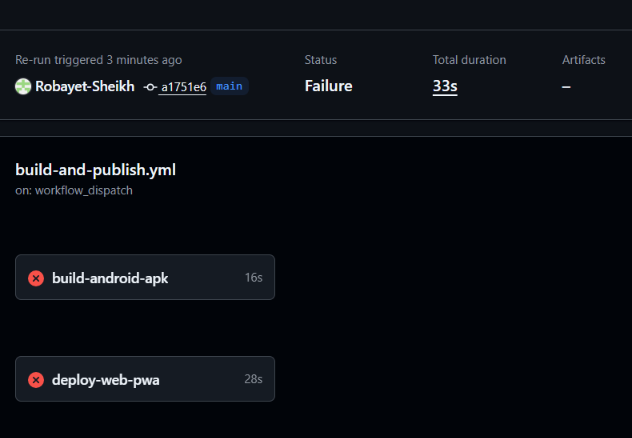 Re-run triggered 3 minutes ago
Status
Total duration
Artifacts
Robayet-Sheikh a1751e6 main
Failure
33s
–
build-and-publish.yml
on: workflow_dispatch
build-android-apk 16s
deploy-web-pwa 28s